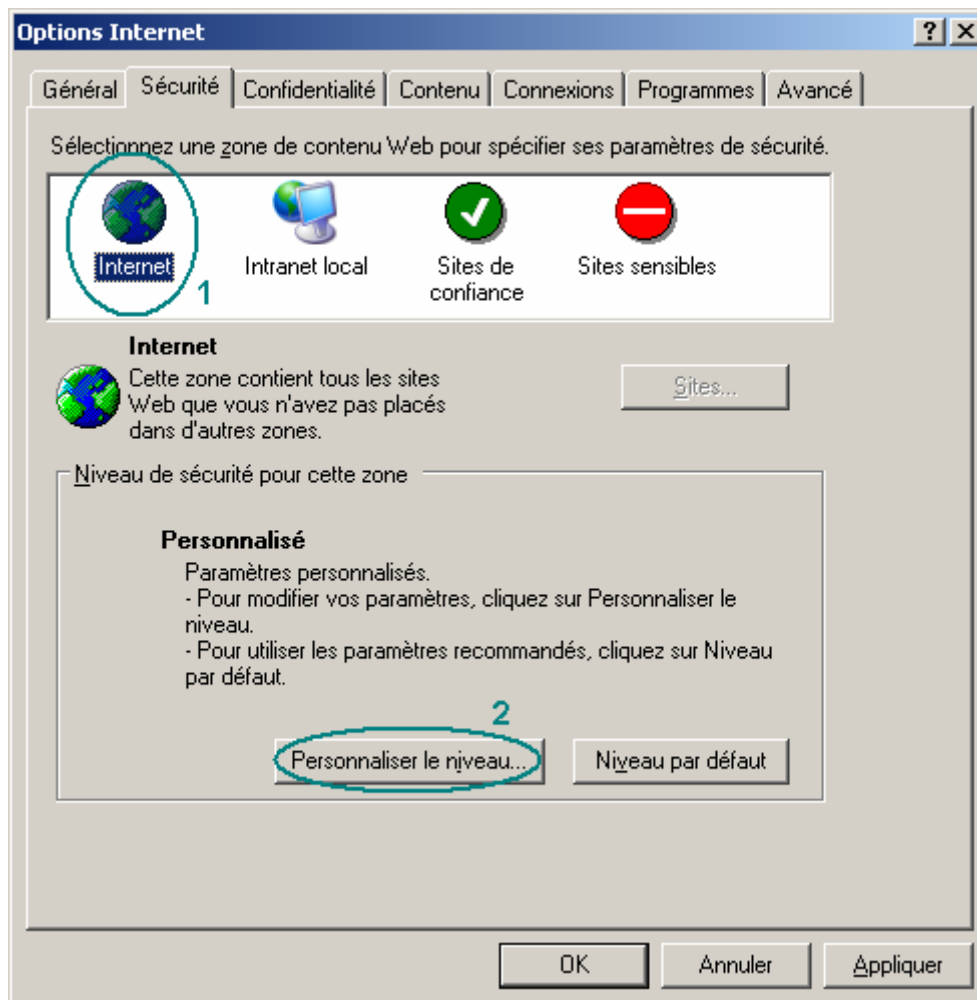 Options Internet
Général Sécurité Confidentialité Contenu Connexions Programmes Avancé
Sélectionnez une zone de contenu Web pour spécifier ses paramètres de sécurité.
Internet Intranet local Sites de confiance Sites sensibles
1
Internet
Cette zone contient tous les sites
Web que vous n'avez pas placés
dans d'autres zones.
Sites...
Niveau de sécurité pour cette zone
Personnalisé
Paramètres personnalisés.
- Pour modifier vos paramètres, cliquez sur Personnaliser le
niveau.
- Pour utiliser les paramètres recommandés, cliquez sur Niveau
par défaut.
2
Personnaliser le niveau... Niveau par défaut
OK Annuler Appliquer